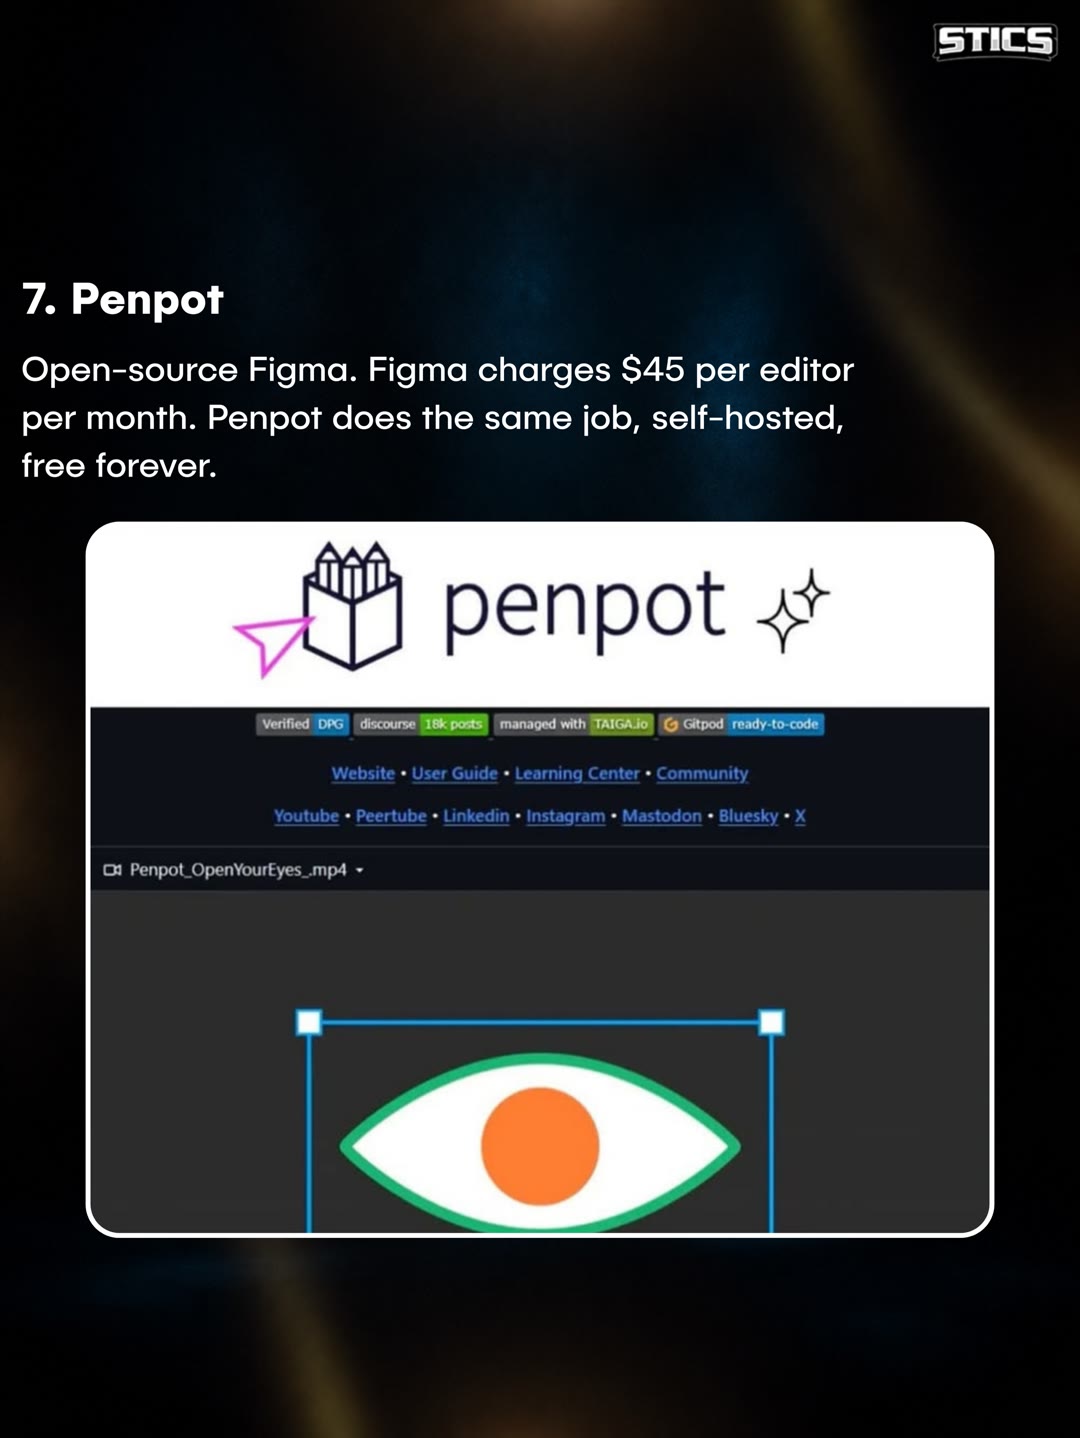 STICS
7. Penpot
Open-source Figma. Figma charges $45 per editor
per month. Penpot does the same job, self-hosted,
free forever.
penpot
Verified DPG discourse 18k posts managed with TAIGA.io Gitpod ready-to-code
Website • User Guide • Learning Center • Community
Youtube • Peertube • Linkedin • Instagram • Mastodon • Bluesky • X
Penpot_OpenYourEyes_.mp4